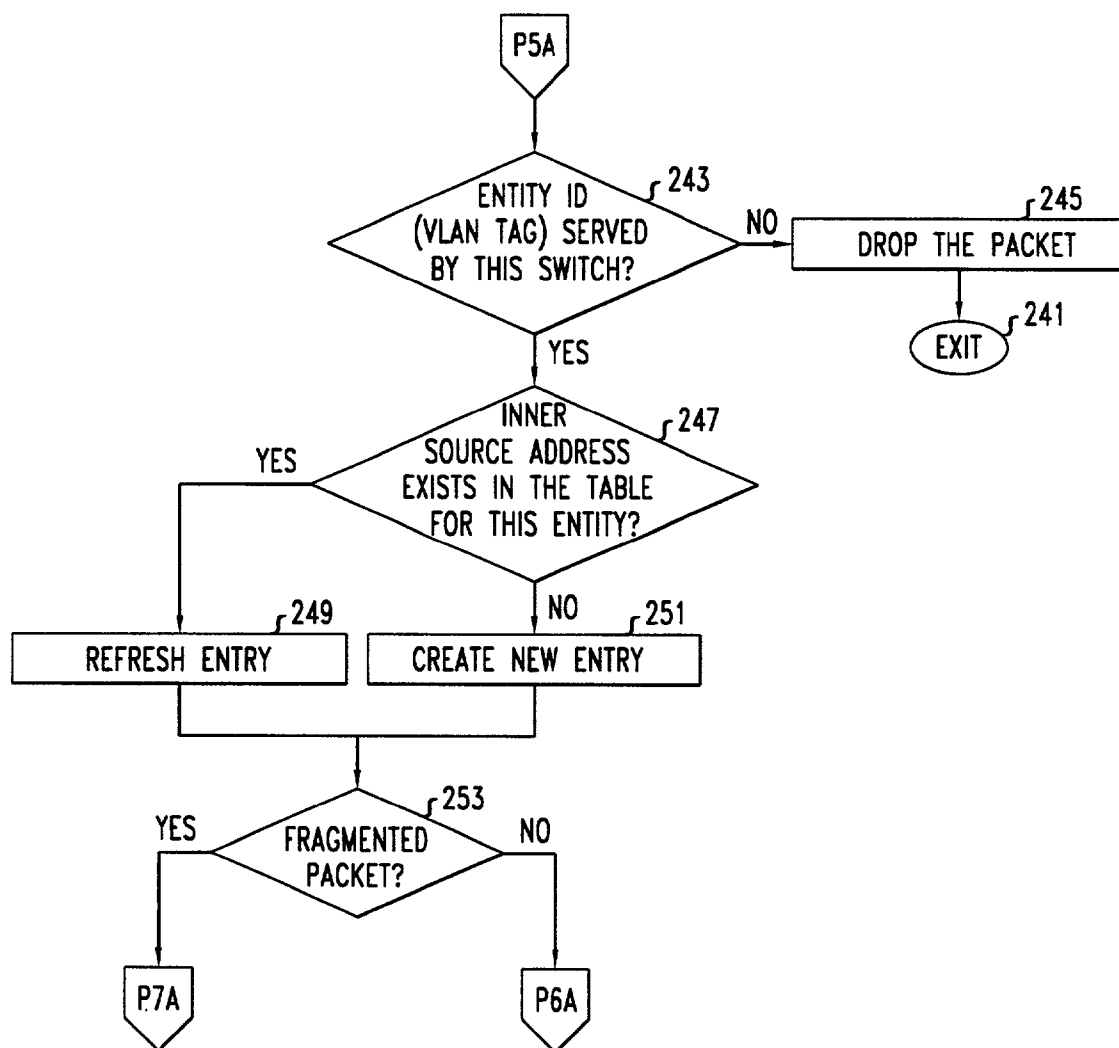 P5A
ENTITY ID
(VLAN TAG) SERVED
BY THIS SWITCH?
243
NO
245
DROP THE PACKET
241
EXIT
YES
INNER
SOURCE ADDRESS
EXISTS IN THE TABLE
FOR THIS ENTITY?
247
YES
NO
249
REFRESH ENTRY
251
CREATE NEW ENTRY
253
FRAGMENTED
PACKET?
YES
NO
P7A
P6A